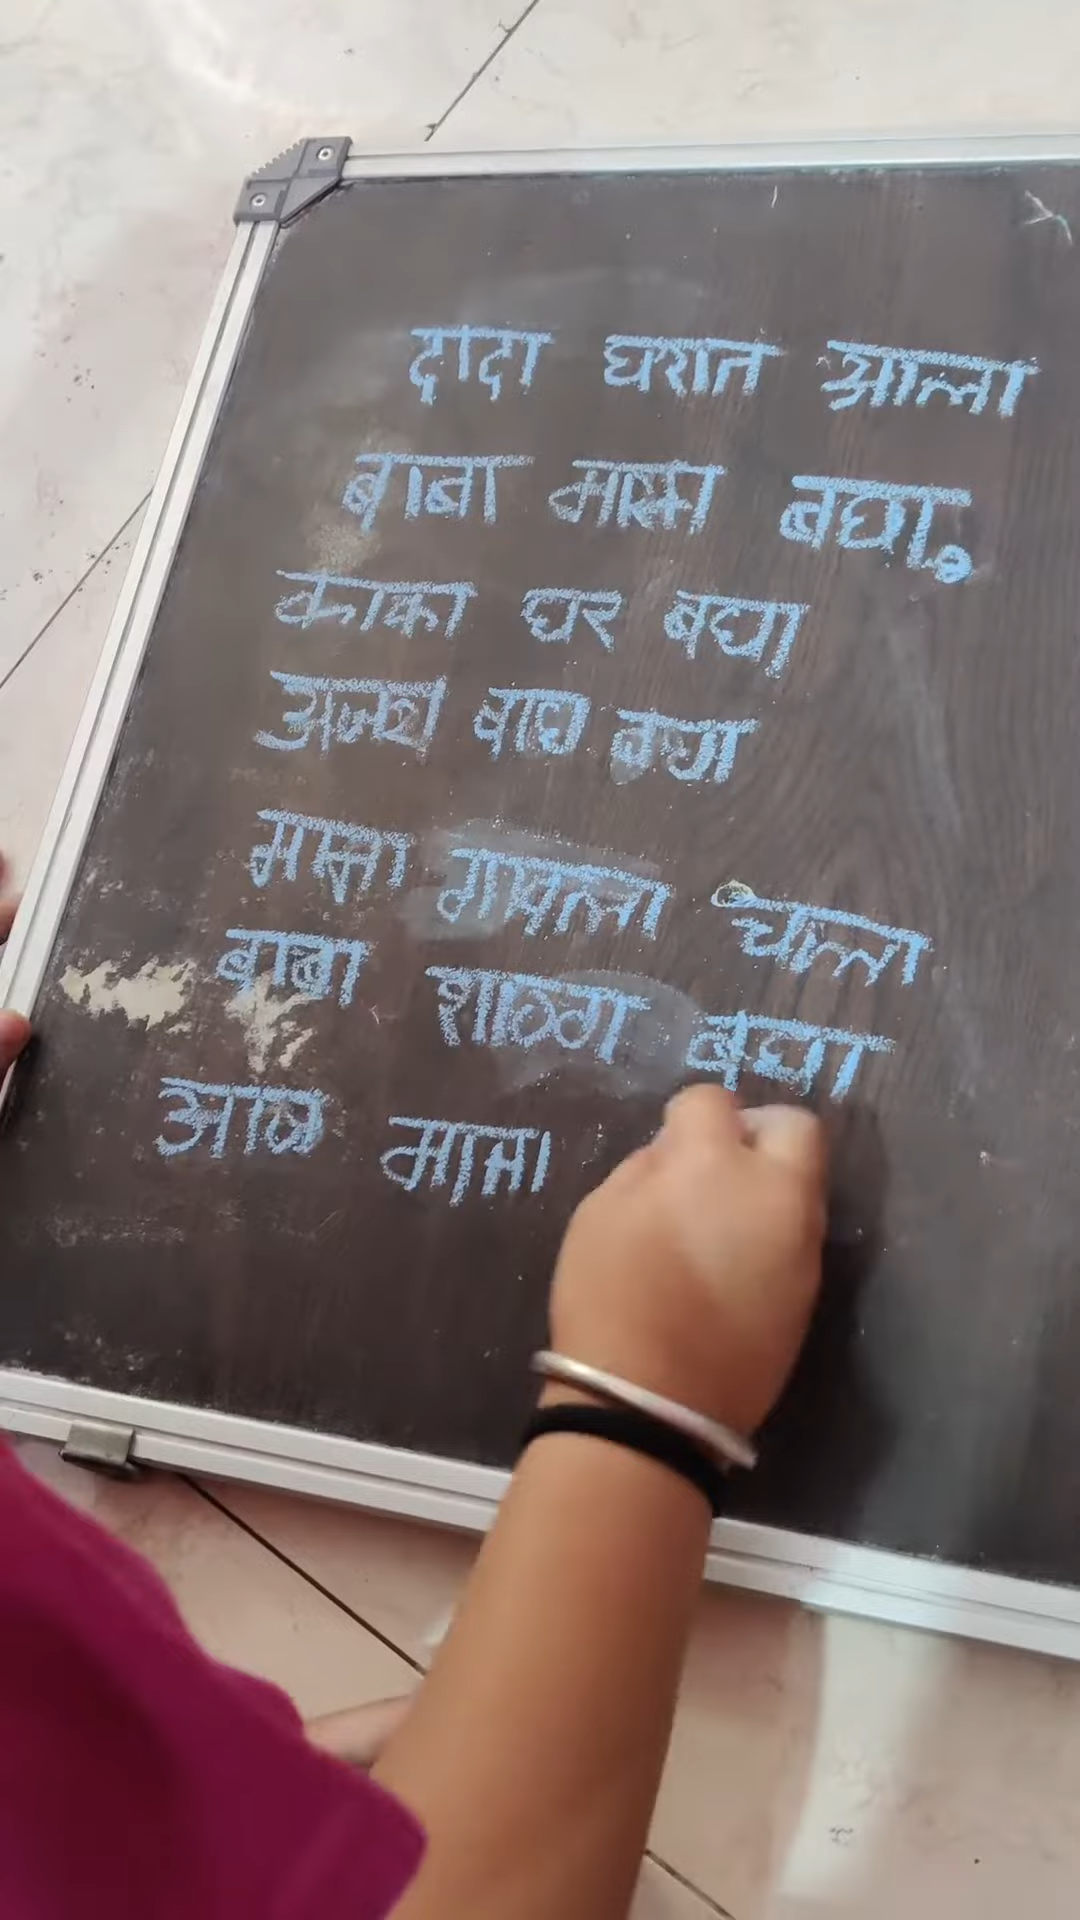 दादा घरात आला
बाबा मासा बघा.
काका घर बघा
अजय वाघ बघ
मामा गावाला चला
बाबा शाळा बघा
आज माजा